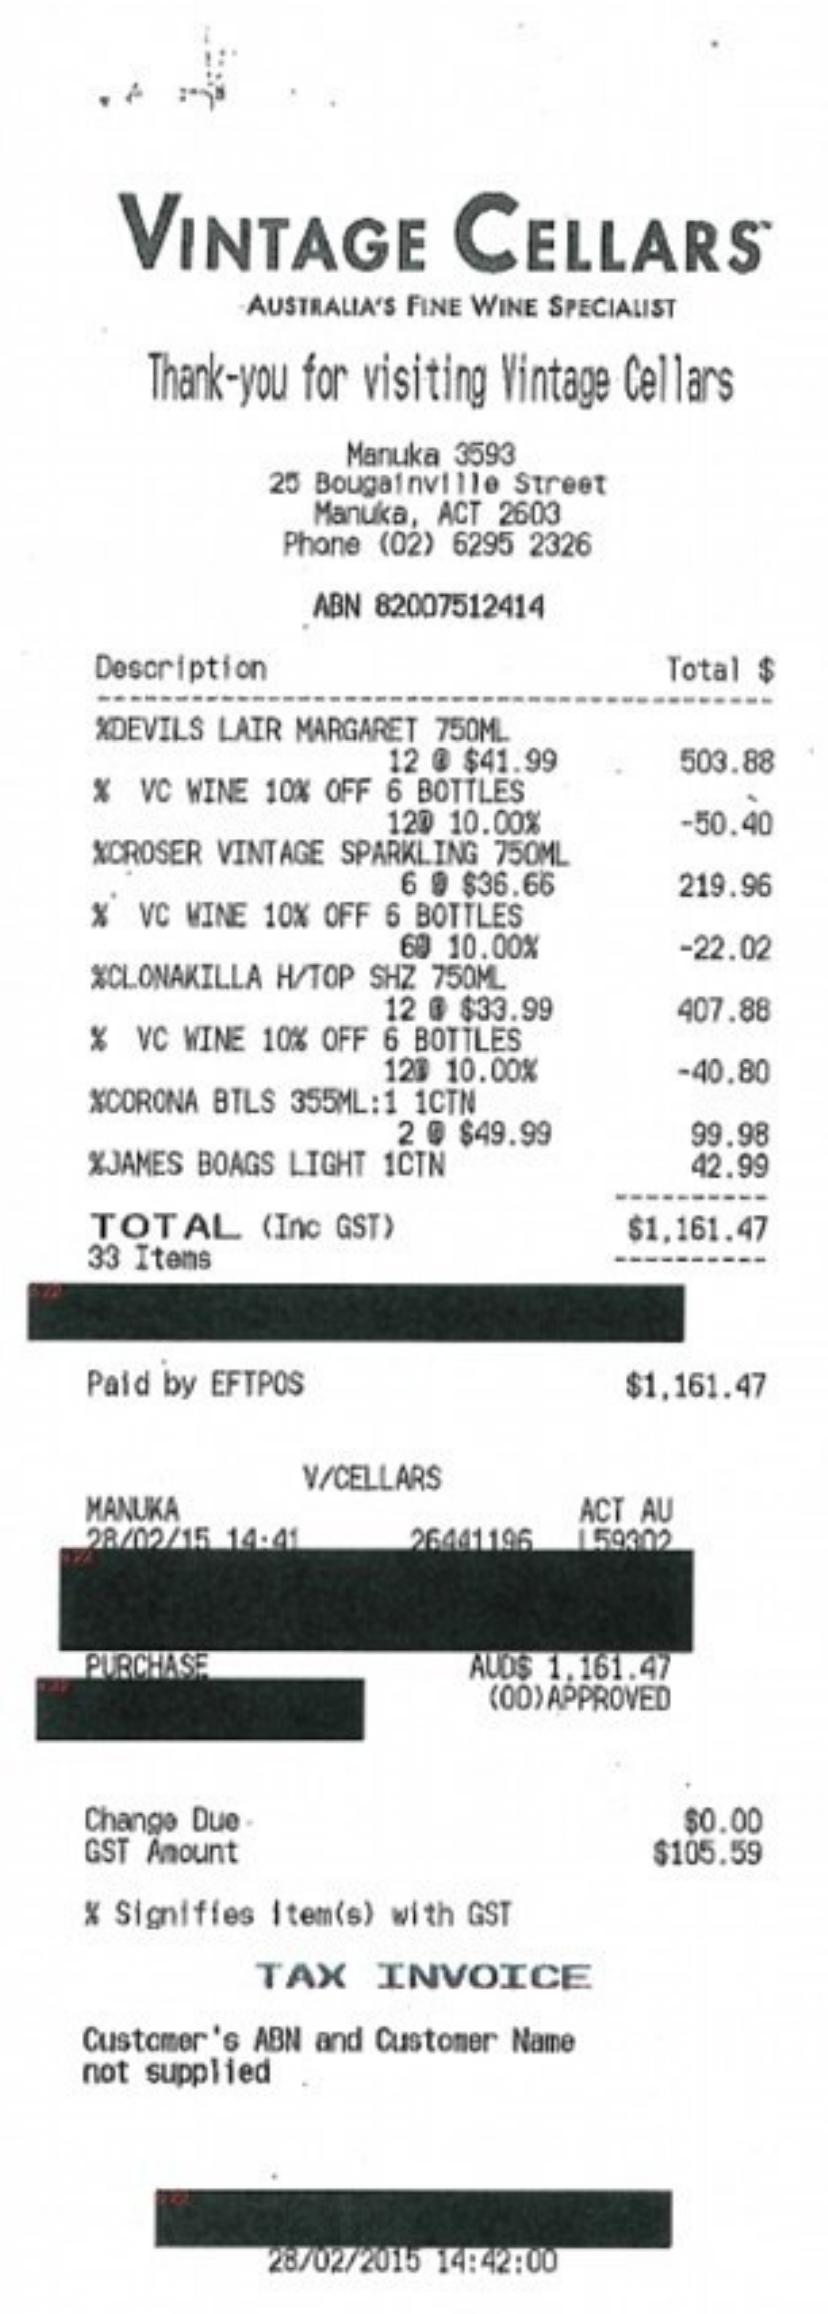 VINTAGE CELLARS™
AUSTRALIA'S FINE WINE SPECIALIST
Thank-you for visiting Vintage Cellars
Manuka 3593
25 Bougainville Street
Manuka, ACT 2603
Phone (02) 6295 2326
ABN 82007512414
Description Total $
%DEVILS LAIR MARGARET 750ML
12 @ $41.99 503.88
% VC WINE 10% OFF 6 BOTTLES
12@ 10.00% -50.40
%CROSER VINTAGE SPARKLING 750ML
6 @ $36.66 219.96
% VC WINE 10% OFF 6 BOTTLES
6@ 10.00% -22.02
%CLONAKILLA H/TOP SHZ 750ML
12 @ $33.99 407.88
% VC WINE 10% OFF 6 BOTTLES
12@ 10.00% -40.80
%CORONA BTLS 355ML:1 1CTN
2 @ $49.99 99.98
%JAMES BOAGS LIGHT 1CTN 42.99
TOTAL (Inc GST) $1,161.47
33 Items
Paid by EFTPOS $1,161.47
V/CELLARS
MANUKA ACT AU
28/02/15 14:41 26441196 L59302
PURCHASE AUD$ 1,161.47
(00)APPROVED
Change Due $0.00
GST Amount $105.59
% Signifies item(s) with GST
TAX INVOICE
Customer's ABN and Customer Name
not supplied
28/02/2015 14:42:00